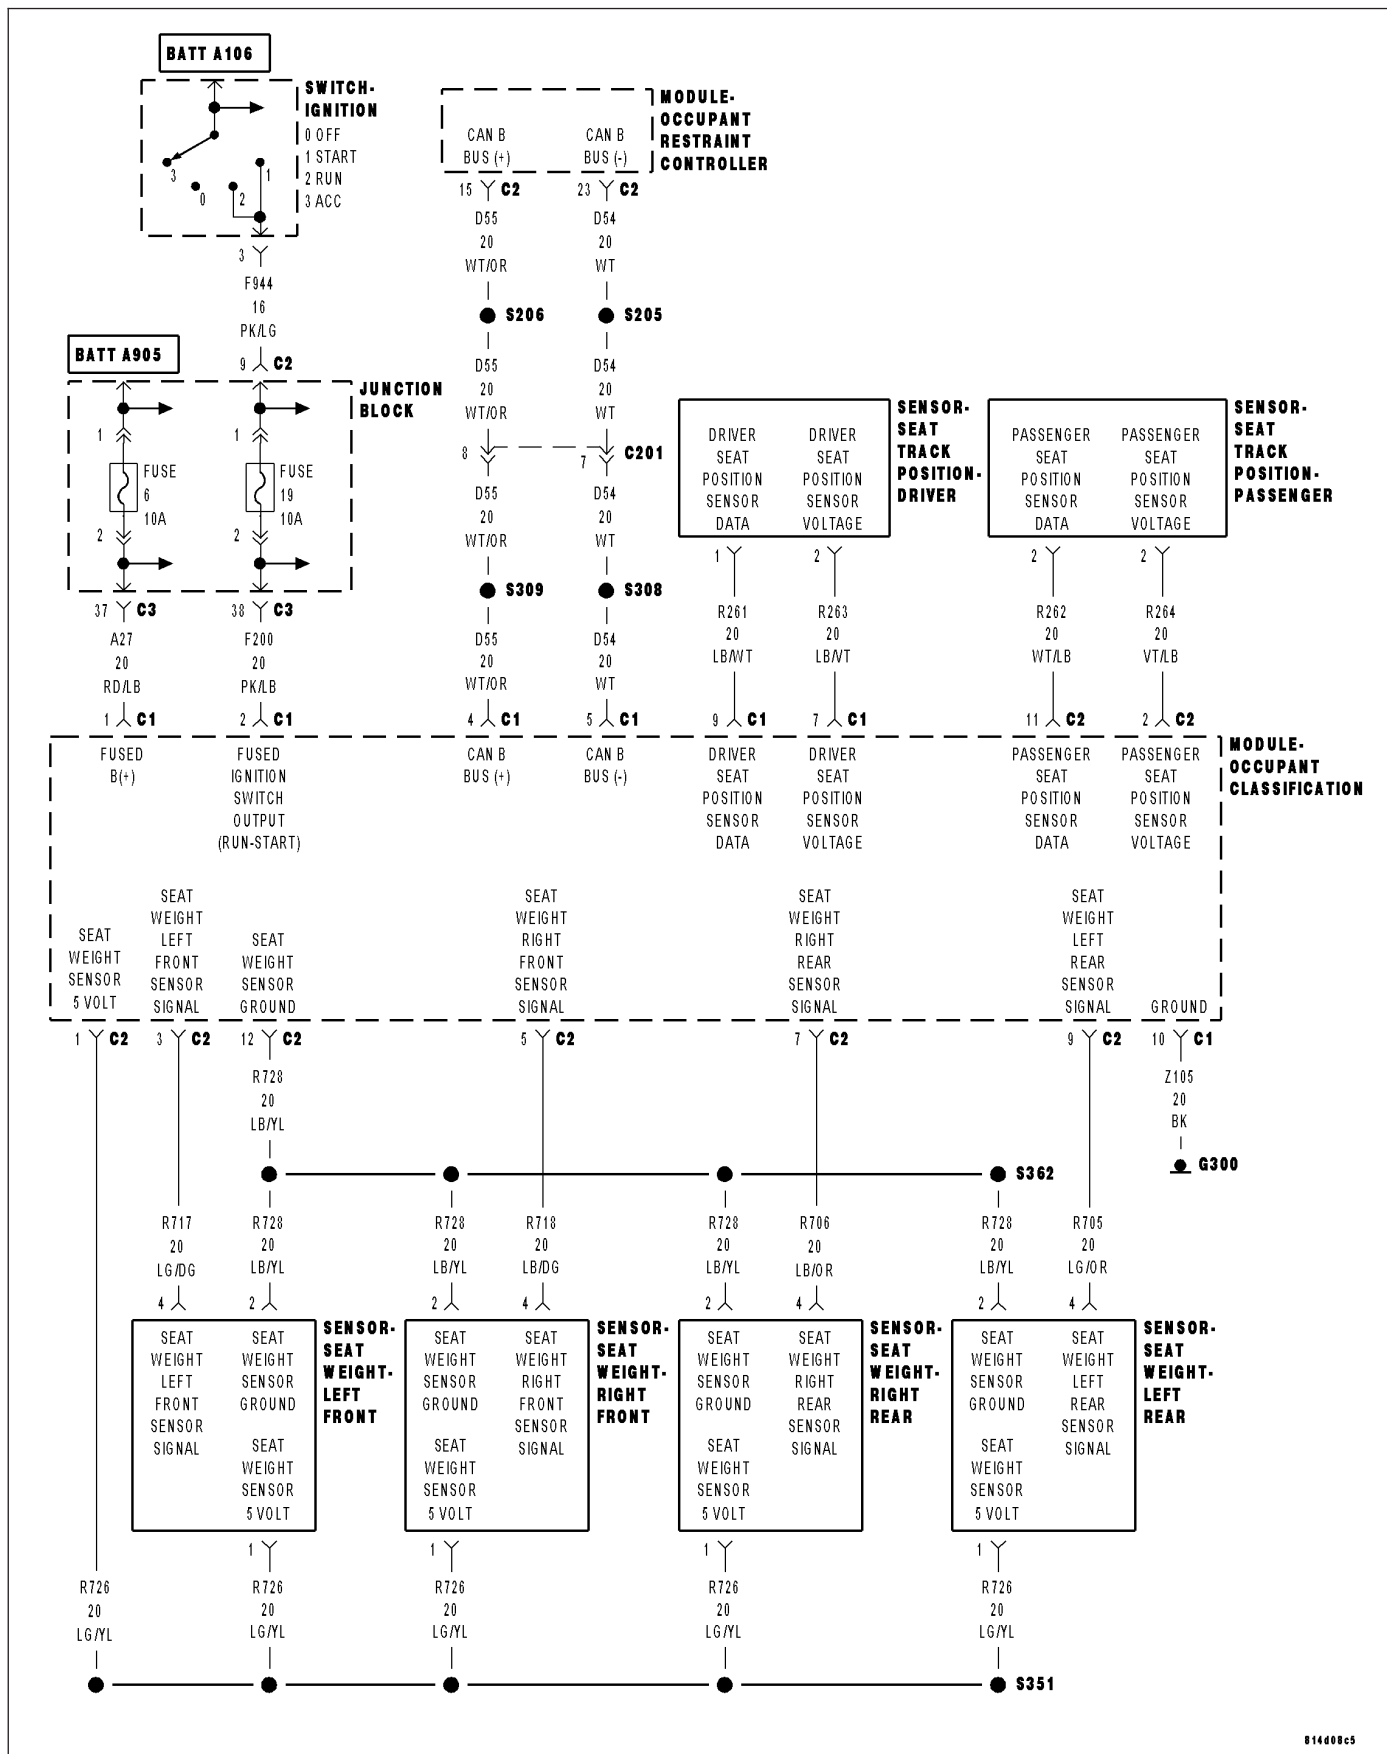 BATT A106
SWITCH-
IGNITION
0 OFF
1 START
2 RUN
3 ACC
3
0
2
1
3
F944
16
PK/LG
9 C2
BATT A905
JUNCTION
BLOCK
1
FUSE
6
10A
2
1
FUSE
19
10A
2
37 C3
A27
20
RD/LB
1 C1
38 C3
F200
20
PK/LB
2 C1
MODULE-
OCCUPANT
RESTRAINT
CONTROLLER
CAN B
BUS (+)
CAN B
BUS (-)
15 C2
D55
20
WT/OR
S206
D55
20
WT/OR
8
D55
20
WT/OR
S309
D55
20
WT/OR
4 C1
23 C2
D54
20
WT
S205
D54
20
WT
7
C201
D54
20
WT
S308
D54
20
WT
5 C1
SENSOR-
SEAT
TRACK
POSITION-
DRIVER
DRIVER
SEAT
POSITION
SENSOR
DATA
DRIVER
SEAT
POSITION
SENSOR
VOLTAGE
1
R261
20
LB/WT
9 C1
2
R263
20
LB/VT
7 C1
SENSOR-
SEAT
TRACK
POSITION-
PASSENGER
PASSENGER
SEAT
POSITION
SENSOR
DATA
PASSENGER
SEAT
POSITION
SENSOR
VOLTAGE
2
R262
20
WT/LB
11 C2
2
R264
20
VT/LB
2 C2
MODULE-
OCCUPANT
CLASSIFICATION
FUSED
B(+)
FUSED
IGNITION
SWITCH
OUTPUT
(RUN-START)
CAN B
BUS (+)
CAN B
BUS (-)
DRIVER
SEAT
POSITION
SENSOR
DATA
DRIVER
SEAT
POSITION
SENSOR
VOLTAGE
PASSENGER
SEAT
POSITION
SENSOR
DATA
PASSENGER
SEAT
POSITION
SENSOR
VOLTAGE
SEAT
WEIGHT
SENSOR
5 VOLT
SEAT
WEIGHT
LEFT
FRONT
SENSOR
SIGNAL
SEAT
WEIGHT
SENSOR
GROUND
SEAT
WEIGHT
RIGHT
FRONT
SENSOR
SIGNAL
SEAT
WEIGHT
RIGHT
REAR
SENSOR
SIGNAL
SEAT
WEIGHT
LEFT
REAR
SENSOR
SIGNAL
GROUND
1 C2
3 C2
12 C2
5 C2
7 C2
9 C2
10 C1
R728
20
LB/YL
Z105
20
BK
G300
S362
R717
20
LG/DG
4
R728
20
LB/YL
2
R728
20
LB/YL
2
R718
20
LB/DG
4
R728
20
LB/YL
2
R706
20
LB/OR
4
R728
20
LB/YL
2
R705
20
LG/OR
4
SEAT
WEIGHT
LEFT
FRONT
SENSOR
SIGNAL
SEAT
WEIGHT
SENSOR
GROUND
SEAT
WEIGHT
SENSOR
5 VOLT
SENSOR-
SEAT
WEIGHT-
LEFT
FRONT
SEAT
WEIGHT
SENSOR
GROUND
SEAT
WEIGHT
SENSOR
5 VOLT
SEAT
WEIGHT
RIGHT
FRONT
SENSOR
SIGNAL
SENSOR-
SEAT
WEIGHT-
RIGHT
FRONT
SEAT
WEIGHT
SENSOR
GROUND
SEAT
WEIGHT
SENSOR
5 VOLT
SEAT
WEIGHT
RIGHT
REAR
SENSOR
SIGNAL
SENSOR-
SEAT
WEIGHT-
RIGHT
REAR
SEAT
WEIGHT
SENSOR
GROUND
SEAT
WEIGHT
SENSOR
5 VOLT
SEAT
WEIGHT
LEFT
REAR
SENSOR
SIGNAL
SENSOR-
SEAT
WEIGHT-
LEFT
REAR
R726
20
LG/YL
1
R726
20
LG/YL
1
R726
20
LG/YL
1
R726
20
LG/YL
1
R726
20
LG/YL
S351
814d08c5